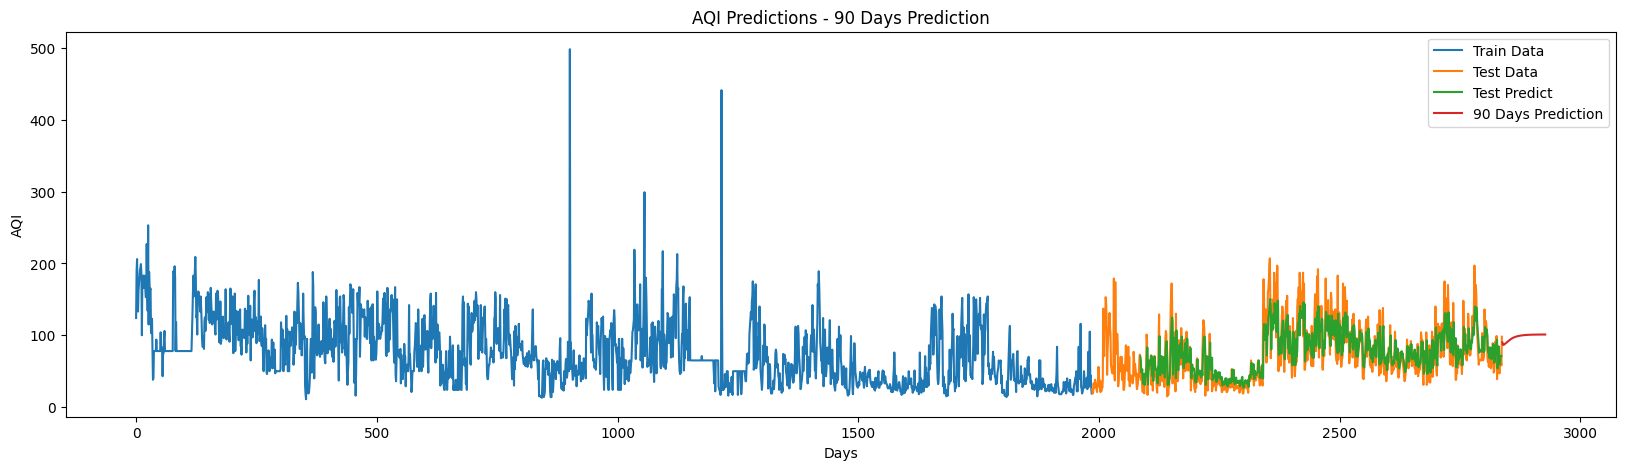 AQI Predictions - 90 Days Prediction
Train Data
Test Data
Test Predict
90 Days Prediction
AQI
500
400
300
200
100
0
0
500
1000
1500
2000
2500
3000
Days